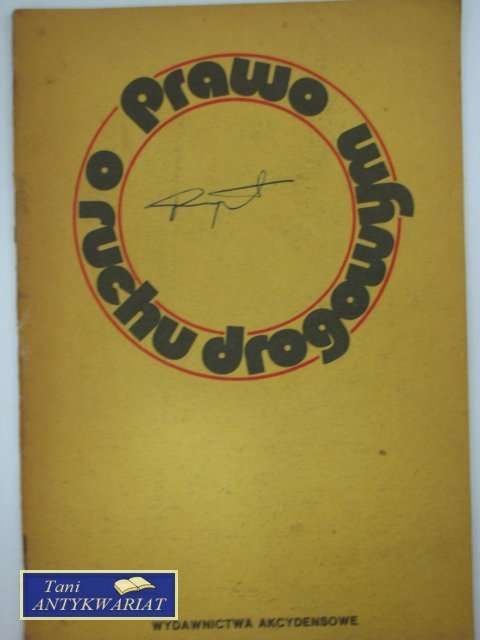 Prawo
o ruchu drogowym
WYDAWNICTWA AKCYDENSOWE
Tani
ANTYKWARIAT